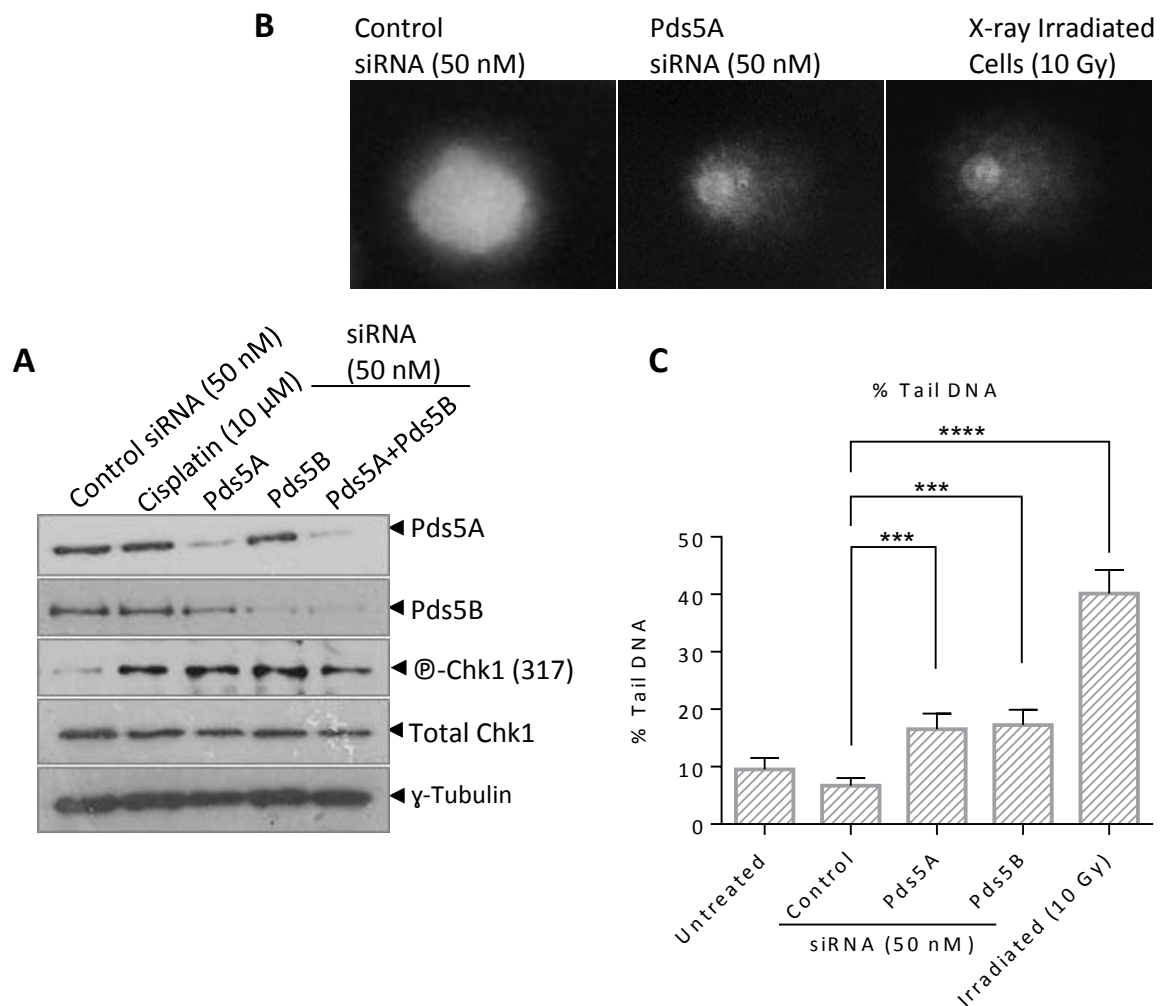 B
Control
siRNA (50 nM)
Pds5A
siRNA (50 nM)
X-ray Irradiated
Cells (10 Gy)
A
siRNA
(50 nM)
Control siRNA (50 nM)
Cisplatin (10 µM)
Pds5A
Pds5B
Pds5A+Pds5B
Pds5A
Pds5B
℗-Chk1 (317)
Total Chk1
ɣ-Tubulin
C
% Tail DNA
****
***
***
% Tail DNA
50
40
30
20
10
0
Untreated
Control
Pds5A
Pds5B
Irradiated (10 Gy)
siRNA (50 nM)